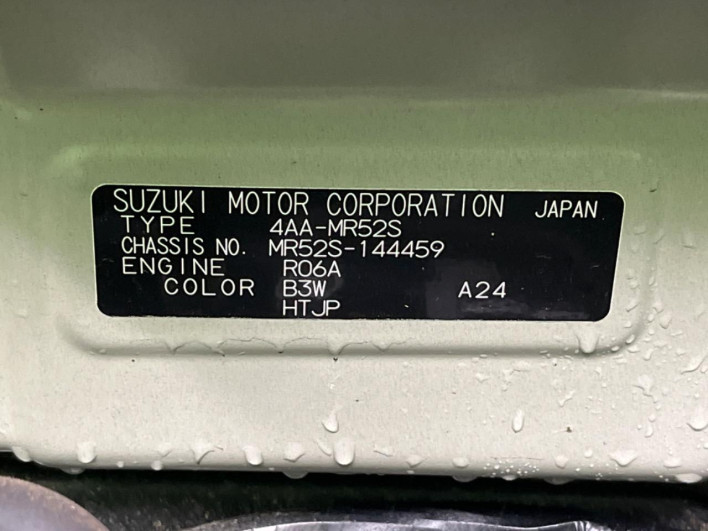 SUZUKI MOTOR CORPORATION JAPAN
TYPE 4AA-MR52S
CHASSIS NO. MR52S-144459
ENGINE R06A
COLOR B3W A24
HTJP